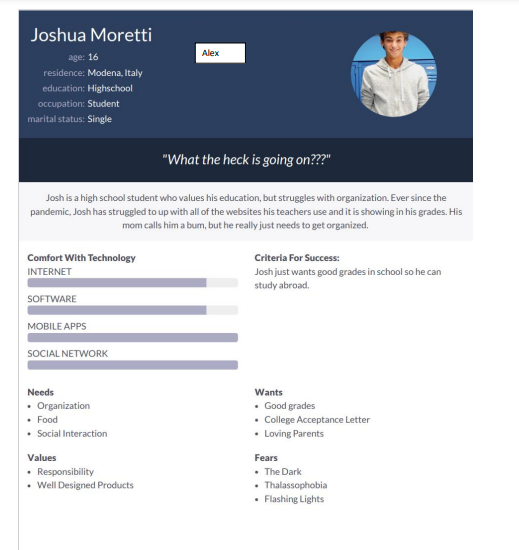 Joshua Moretti
Alex
age: 16
residence: Modena, Italy
education: Highschool
occupation: Student
marital status: Single
"What the heck is going on???"
Josh is a high school student who values his education, but struggles with organization. Ever since the
pandemic, Josh has struggled to up with all of the websites his teachers use and it is showing in his grades. His
mom calls him a bum, but he really just needs to get organized.
Comfort With Technology
INTERNET
SOFTWARE
MOBILE APPS
SOCIAL NETWORK
Criteria For Success:
Josh just wants good grades in school so he can
study abroad.
Needs
• Organization
• Food
• Social Interaction
Wants
• Good grades
• College Acceptance Letter
• Loving Parents
Values
• Responsibility
• Well Designed Products
Fears
• The Dark
• Thalassophobia
• Flashing Lights